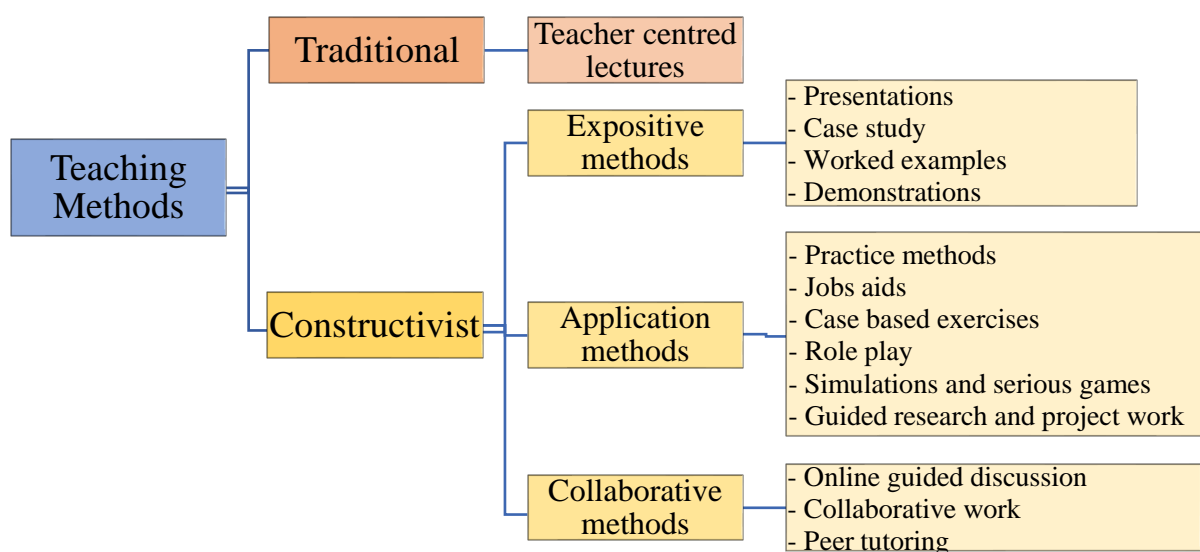 Teaching
Methods
Traditional
Teacher centred
lectures
Constructivist
Expositive
methods
- Presentations
- Case study
- Worked examples
- Demonstrations
Application
methods
- Practice methods
- Jobs aids
- Case based exercises
- Role play
- Simulations and serious games
- Guided research and project work
Collaborative
methods
- Online guided discussion
- Collaborative work
- Peer tutoring